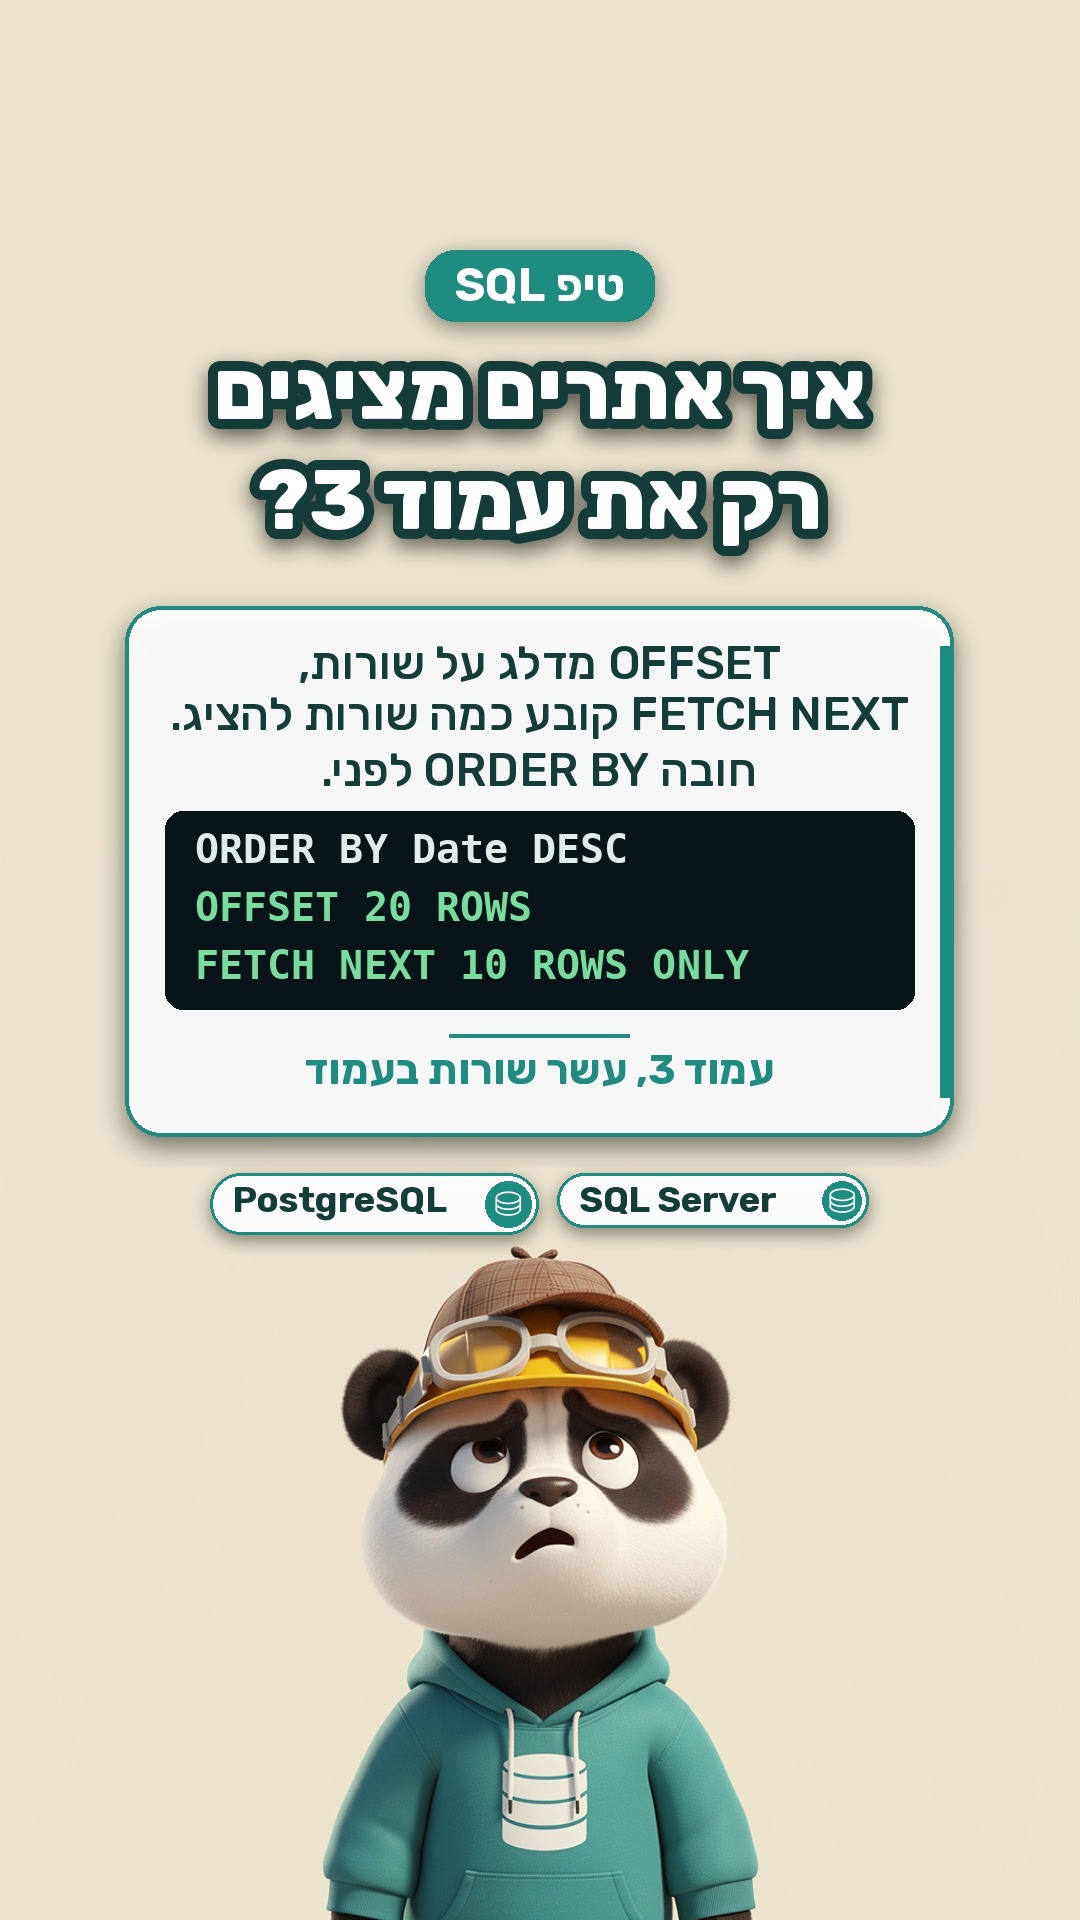 טיפ SQL
איך אתרים מציגים
רק את עמוד 3?
OFFSET מדלג על שורות,
FETCH NEXT קובע כמה שורות להציג.
חובה ORDER BY לפני.
ORDER BY Date DESC
OFFSET 20 ROWS
FETCH NEXT 10 ROWS ONLY
עמוד 3, עשר שורות בעמוד
PostgreSQL
SQL Server